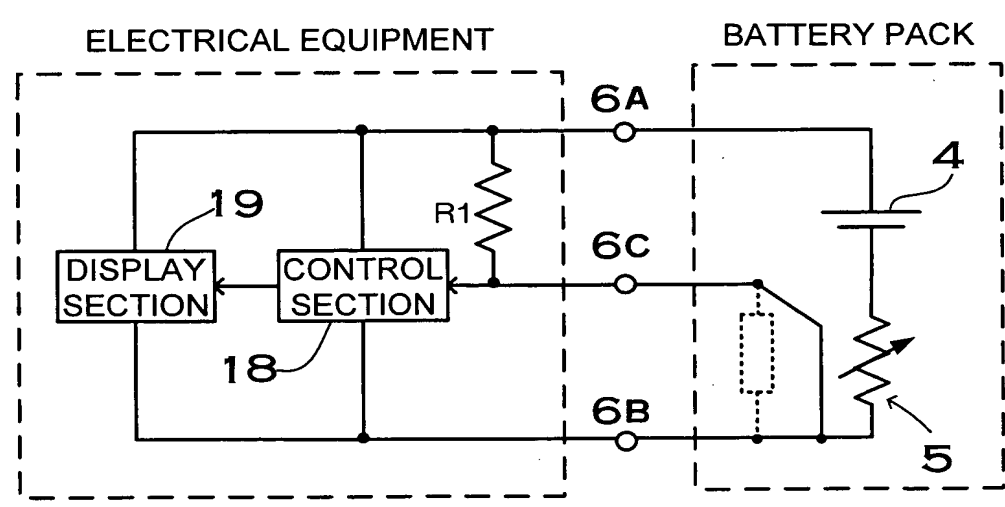 ELECTRICAL EQUIPMENT
BATTERY PACK
6A
4
R1
19
6C
DISPLAY
SECTION
CONTROL
SECTION
18
6B
5